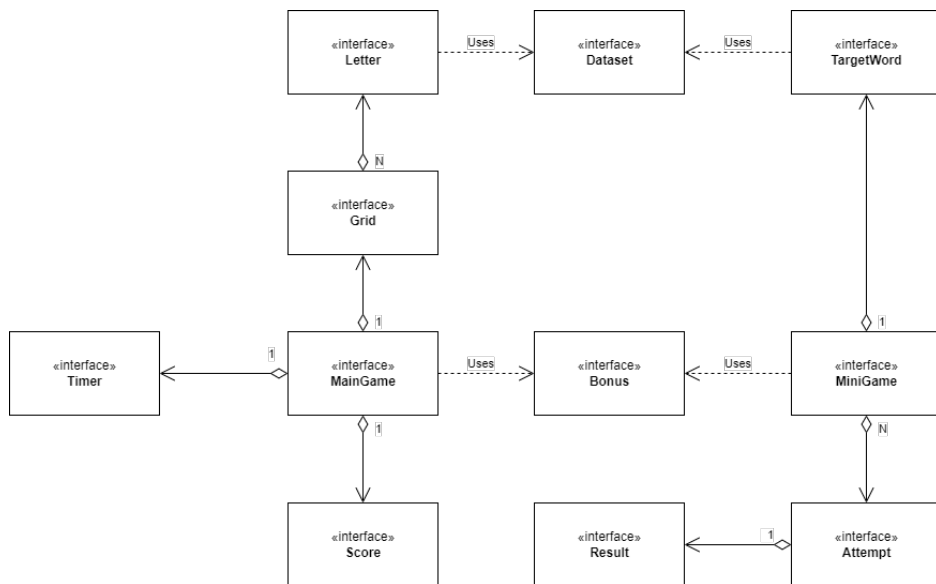 «interface»
Letter
Uses
«interface»
Dataset
Uses
«interface»
TargetWord
N
«interface»
Grid
1
1
«interface»
Timer
1
«interface»
MainGame
Uses
«interface»
Bonus
Uses
«interface»
MiniGame
1
N
«interface»
Score
«interface»
Result
1
«interface»
Attempt